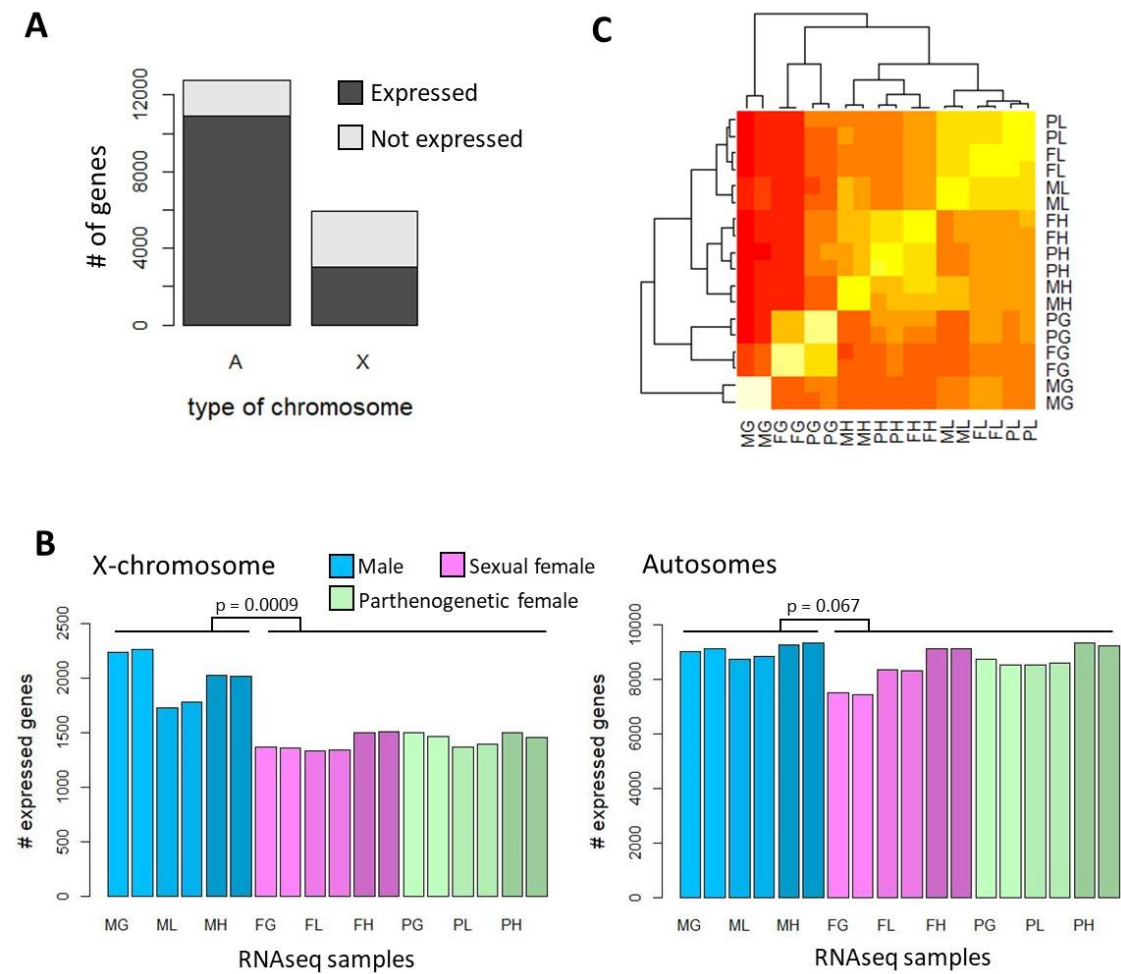 A
12000
8000
4000
0
# of genes
Expressed
Not expressed
A
X
type of chromosome
C
PL
PL
FL
FL
ML
ML
FH
FH
PH
PH
MH
MH
PG
PG
FG
FG
MG
MG
MG
MG
FG
FG
PG
PG
MH
MH
PH
PH
FH
FH
ML
ML
FL
FL
PL
PL
B
X-chromosome
Male
Sexual female
Parthenogenetic female
p = 0.0009
2500
2000
1500
1000
500
0
# expressed genes
MG
ML
MH
FG
FL
FH
PG
PL
PH
RNAseq samples
Autosomes
p = 0.067
10000
8000
6000
4000
2000
0
# expressed genes
MG
ML
MH
FG
FL
FH
PG
PL
PH
RNAseq samples